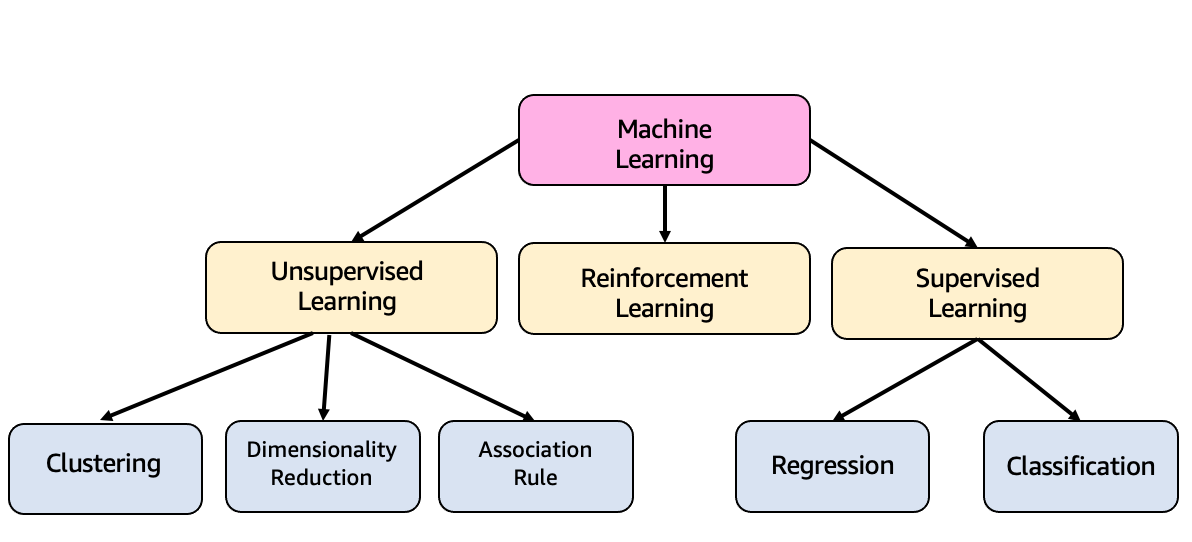 Machine
Learning
Unsupervised
Learning
Reinforcement
Learning
Supervised
Learning
Clustering
Dimensionality
Reduction
Association
Rule
Regression
Classification